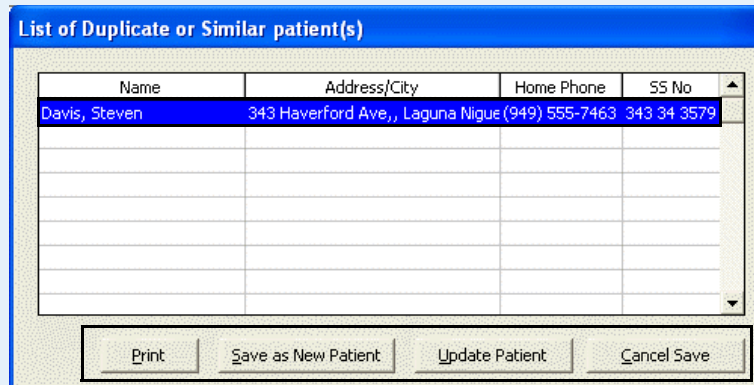 List of Duplicate or Similar patient(s)
Name Address/City Home Phone SS No
Davis, Steven 343 Haverford Ave,, Laguna Nigue (949) 555-7463 343 34 3579
Print Save as New Patient Update Patient Cancel Save